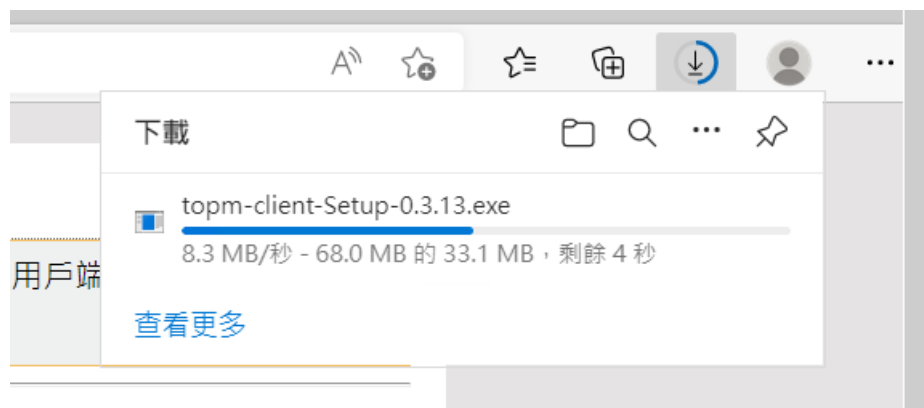 下載
topm-client-Setup-0.3.13.exe
8.3 MB/秒 - 68.0 MB 的 33.1 MB，剩餘 4 秒
用戶端
查看更多